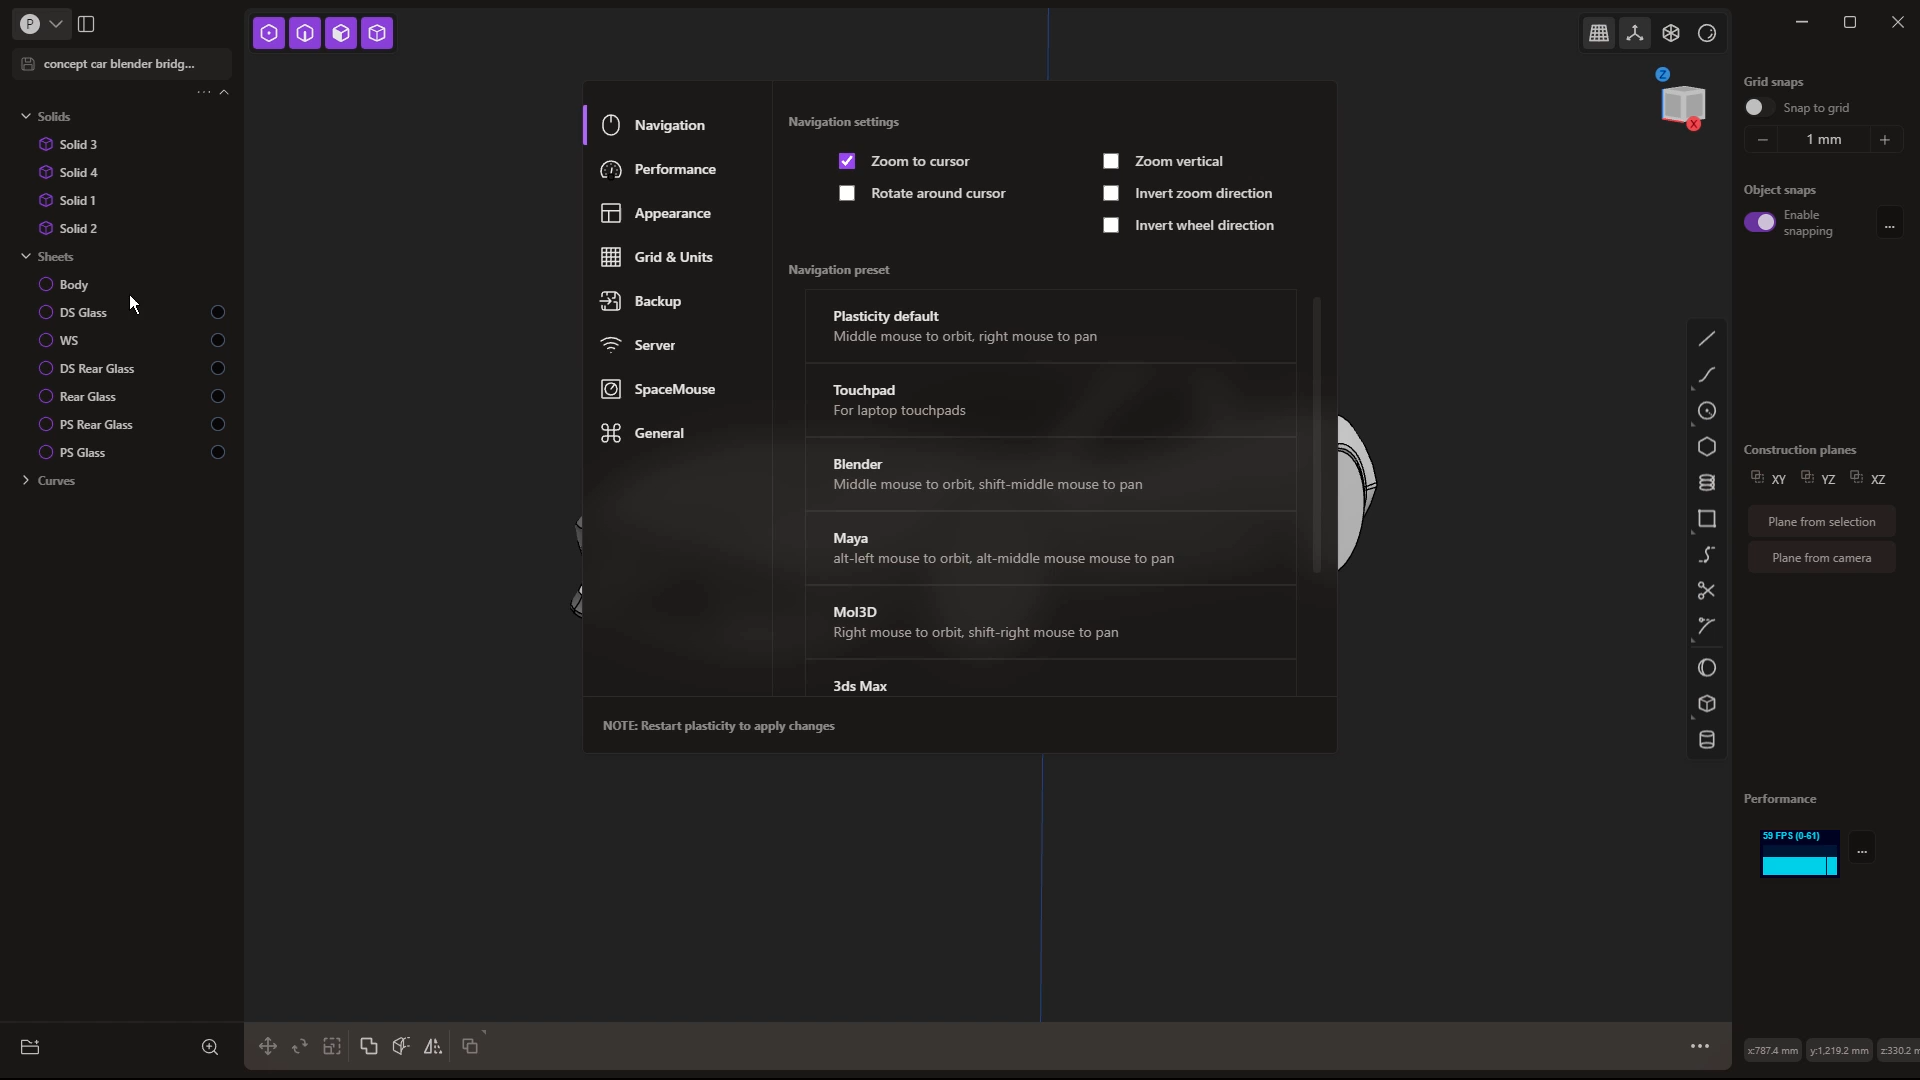 P
concept car blender bridg...
Solids
Solid 3
Solid 4
Solid 1
Solid 2
Sheets
Body
DS Glass
WS
DS Rear Glass
Rear Glass
PS Rear Glass
PS Glass
Curves
Navigation
Performance
Appearance
Grid & Units
Backup
Server
SpaceMouse
General
Navigation settings
Zoom to cursor
Zoom vertical
Rotate around cursor
Invert zoom direction
Invert wheel direction
Navigation preset
Plasticity default
Middle mouse to orbit, right mouse to pan
Touchpad
For laptop touchpads
Blender
Middle mouse to orbit, shift-middle mouse to pan
Maya
alt-left mouse to orbit, alt-middle mouse mouse to pan
MoI3D
Right mouse to orbit, shift-right mouse to pan
3ds Max
NOTE: Restart plasticity to apply changes
Z
X
Grid snaps
Snap to grid
1 mm
Object snaps
Enable
snapping
...
Construction planes
XY YZ XZ
Plane from selection
Plane from camera
Performance
59 FPS (0-61)
...
x:787.4 mm y:1,219.2 mm z:330.2 m